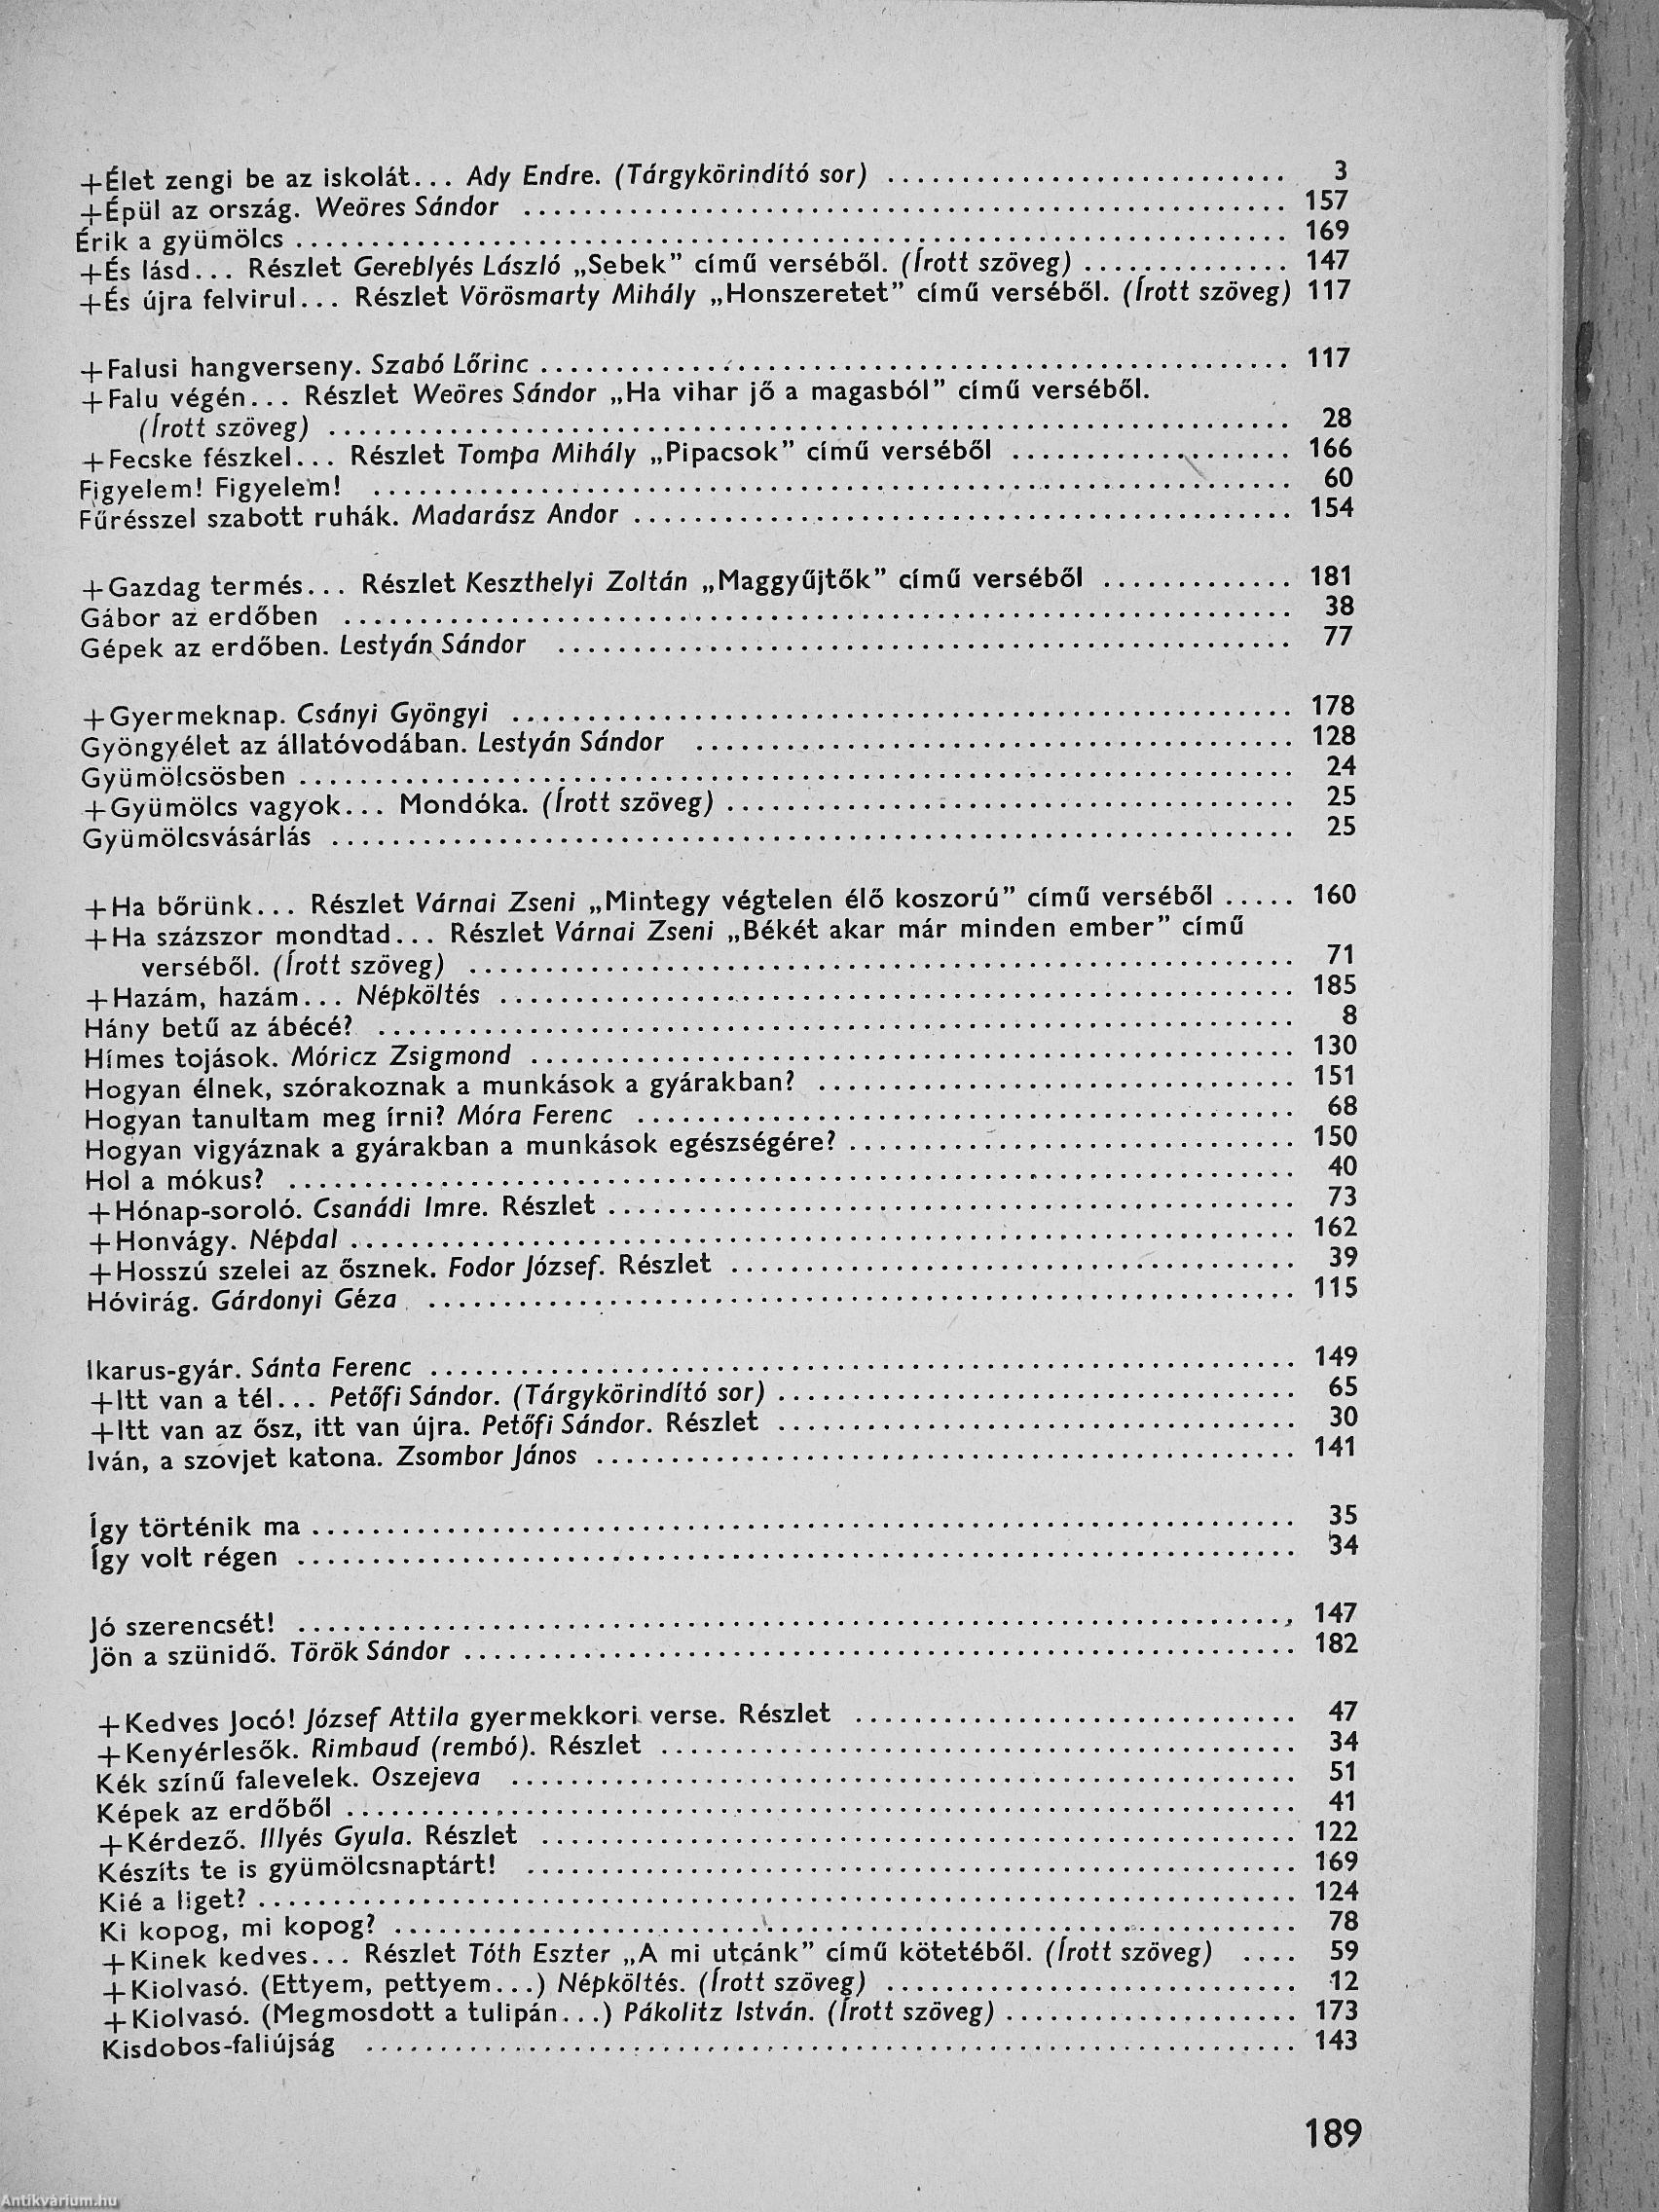 +Élet zengi be az iskolát... Ady Endre. (Tárgykörindító sor) 3
+Épül az ország. Weöres Sándor 157
Érik a gyümölcs 169
+És lásd... Részlet Gereblyés László „Sebek” című verséből. (Írott szöveg) 147
+És újra felvirul... Részlet Vörösmarty Mihály „Honszeretet” című verséből. (Írott szöveg) 117
+Falusi hangverseny. Szabó Lőrinc 117
+Falu végén... Részlet Weöres Sándor „Ha vihar jő a magasból” című verséből.
(Írott szöveg) 28
+Fecske fészkel... Részlet Tompa Mihály „Pipacsok” című verséből 166
Figyelem! Figyelem! 60
Fűrésszel szabott ruhák. Madarász Andor 154
+Gazdag termés... Részlet Keszthelyi Zoltán „Maggyűjtők” című verséből 181
Gábor az erdőben 38
Gépek az erdőben. Lestyán Sándor 77
+Gyermeknap. Csányi Gyöngyi 178
Gyöngyélet az állatóvodában. Lestyán Sándor 128
Gyümölcsösben 24
+Gyümölcs vagyok... Mondóka. (Írott szöveg) 25
Gyümölcsvásárlás 25
+Ha bőrünk... Részlet Várnai Zseni „Mintegy végtelen élő koszorú” című verséből 160
+Ha százszor mondtad... Részlet Várnai Zseni „Békét akar már minden ember” című
verséből. (Írott szöveg) 71
+Hazám, hazám... Népköltés 185
Hány betű az ábécé? 8
Hímes tojások. Móricz Zsigmond 130
Hogyan élnek, szórakoznak a munkások a gyárakban? 151
Hogyan tanultam meg írni? Móra Ferenc 68
Hogyan vigyáznak a gyárakban a munkások egészségére? 150
Hol a mókus? 40
+Hónap-soroló. Csanádi Imre. Részlet 73
+Honvágy. Népdal 162
+Hosszú szelei az ősznek. Fodor József. Részlet 39
Hóvirág. Gárdonyi Géza 115
Ikarus-gyár. Sánta Ferenc 149
+Itt van a tél... Petőfi Sándor. (Tárgykörindító sor) 65
+Itt van az ősz, itt van újra. Petőfi Sándor. Részlet 30
Iván, a szovjet katona. Zsombor János 141
Így történik ma 35
Így volt régen 34
Jó szerencsét! 147
Jön a szünidő. Török Sándor 182
+Kedves Jocó! József Attila gyermekkori verse. Részlet 47
+Kenyérlesők. Rimbaud (rembó). Részlet 34
Kék színű falevelek. Oszejeva 51
Képek az erdőből 41
+Kérdező. Illyés Gyula. Részlet 122
Készíts te is gyümölcsnaptárt! 169
Kié a liget? 124
Ki kopog, mi kopog? 78
+Kinek kedves... Részlet Tóth Eszter „A mi utcánk” című kötetéből. (Írott szöveg) 59
+Kiolvasó. (Ettyem, pettyem...) Népköltés. (Írott szöveg) 12
+Kiolvasó. (Megmosdott a tulipán...) Pákolitz István. (Írott szöveg) 173
Kisdobos-faliújság 143
189
Antikvárium.hu